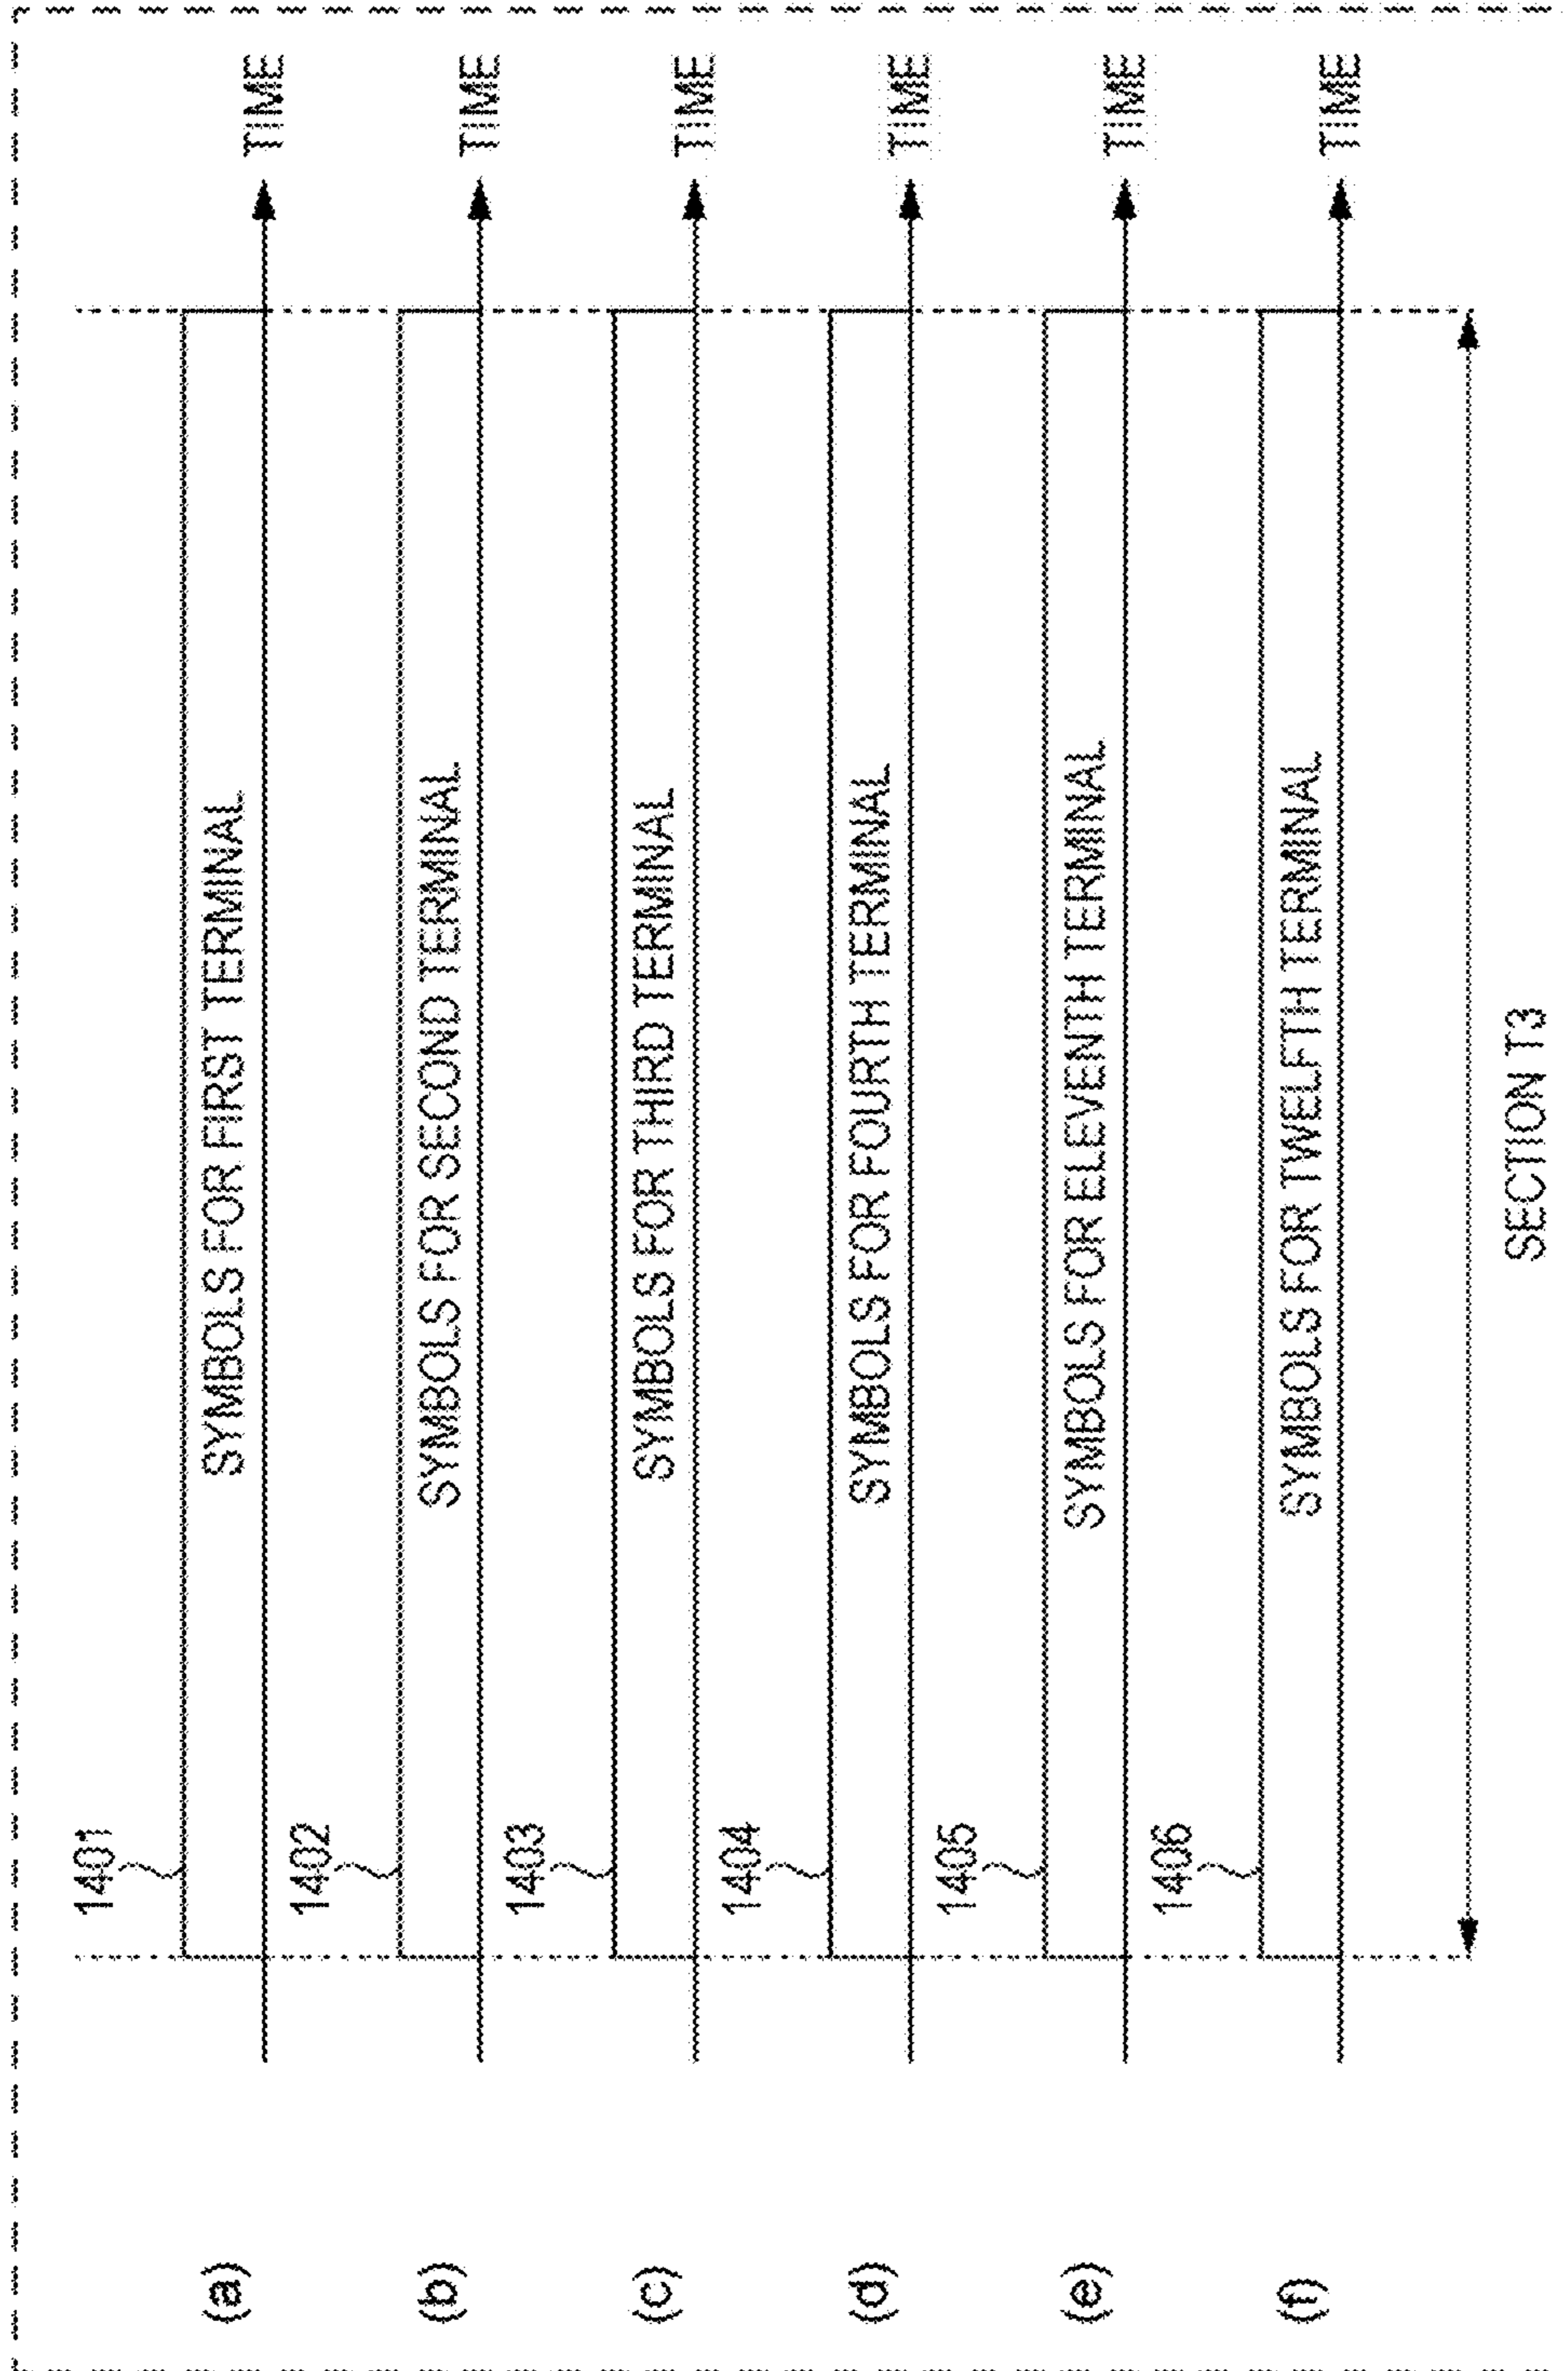 1401
(a)
SYMBOLS FOR FIRST TERMINAL
TIME
1402
(b)
SYMBOLS FOR SECOND TERMINAL
TIME
1403
(c)
SYMBOLS FOR THIRD TERMINAL
TIME
1404
(d)
SYMBOLS FOR FOURTH TERMINAL
TIME
1405
(e)
SYMBOLS FOR ELEVENTH TERMINAL
TIME
1406
(f)
SYMBOLS FOR TWELFTH TERMINAL
TIME
SECTION T3